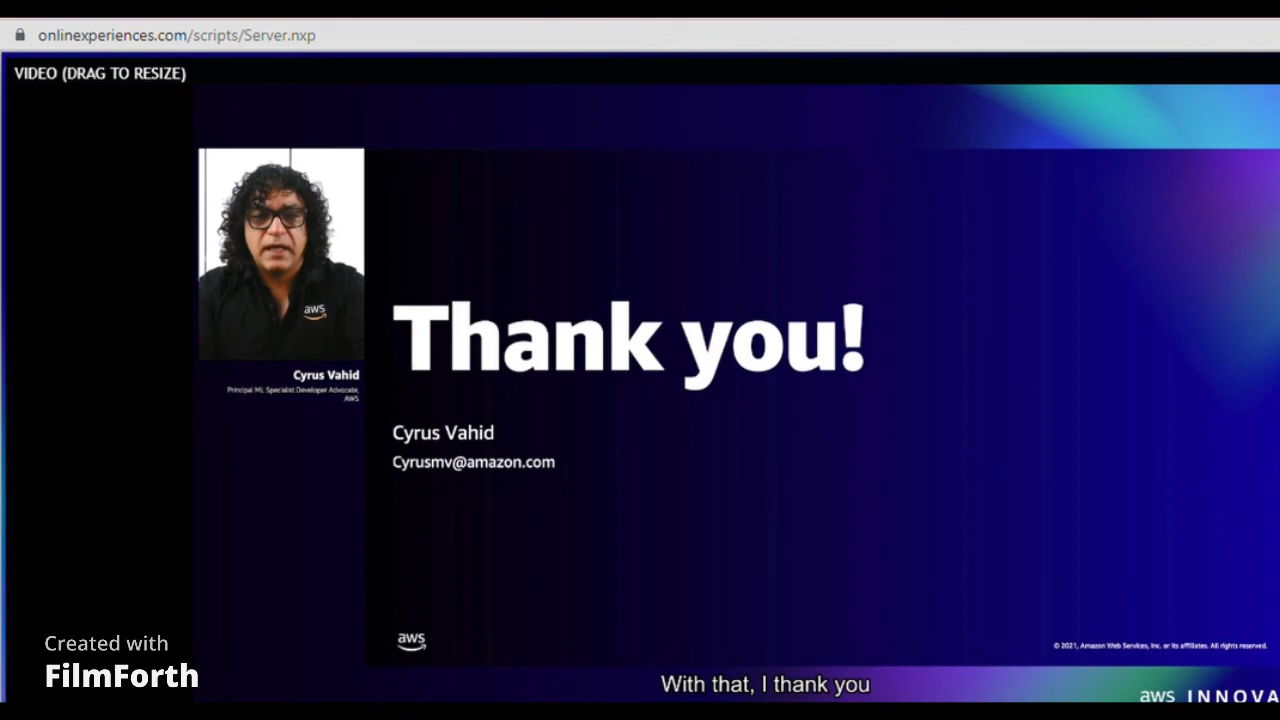 onlinexperiences.com/scripts/Server.nxp
VIDEO (DRAG TO RESIZE)
aws
Cyrus Vahid
Principal ML Specialist Developer Advocate,
AWS
Thank you!
Cyrus Vahid
Cyrusmv@amazon.com
aws
© 2021, Amazon Web Services, Inc. or its affiliates. All rights reserved.
Created with
FilmForth
With that, I thank you
aws INNOVA